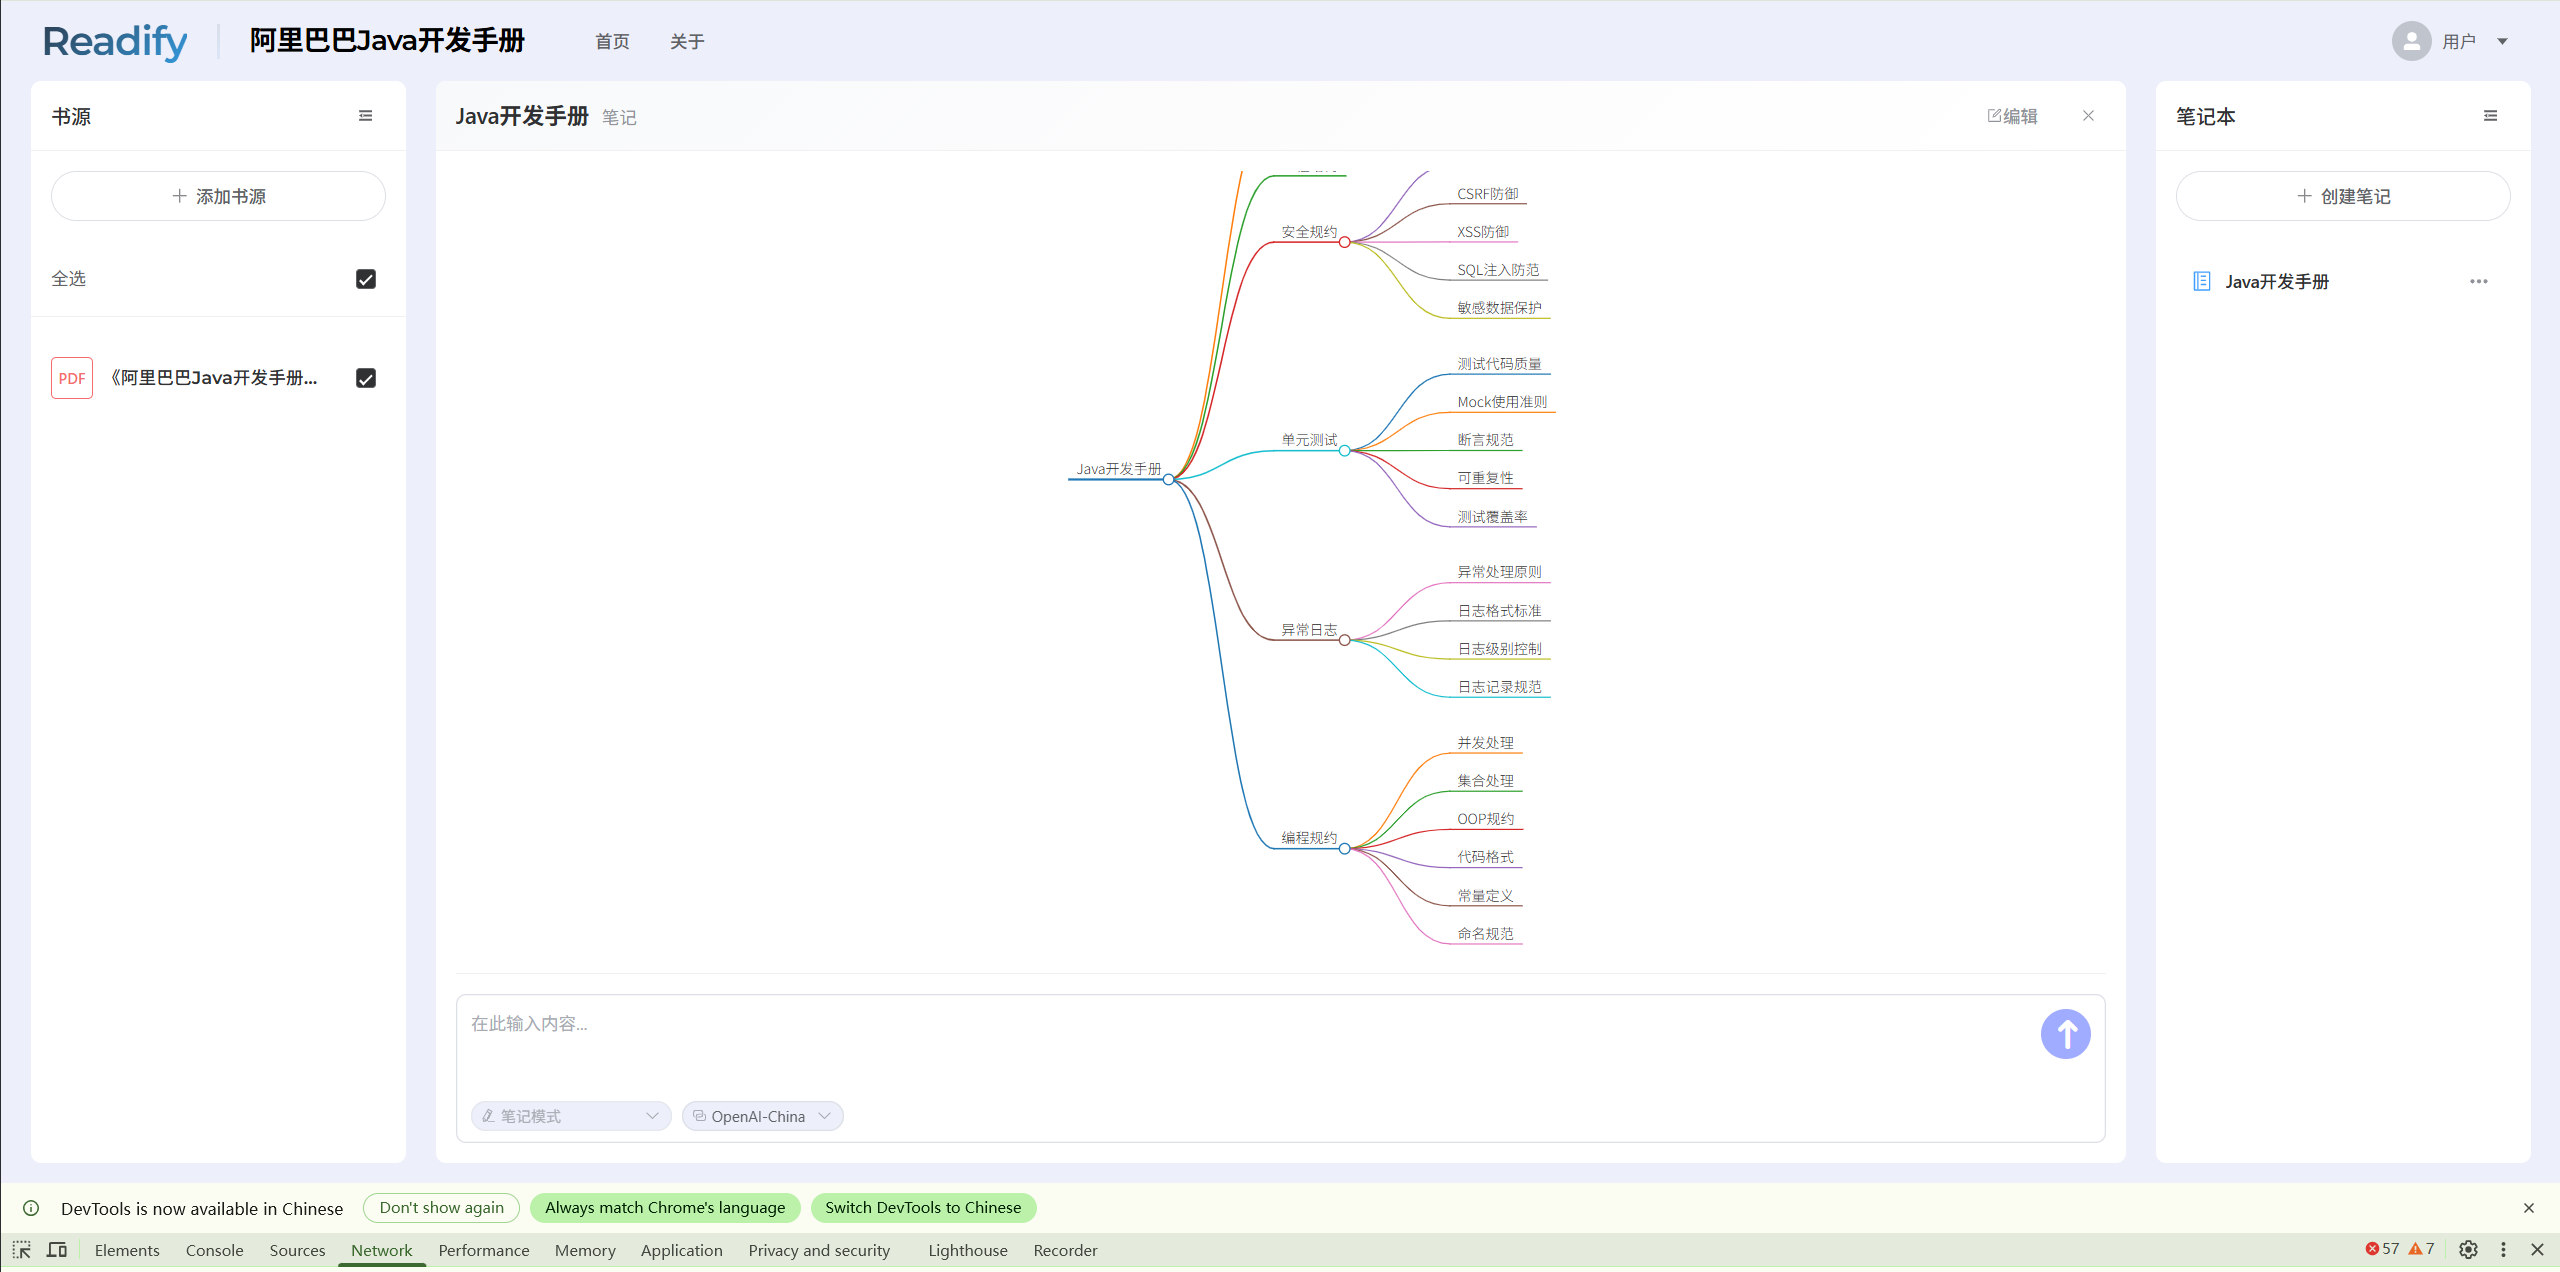 Readify
阿里巴巴Java开发手册
首页
关于
用户
书源
添加书源
全选
PDF
《阿里巴巴Java开发手册...
Java开发手册 笔记
编辑
CSRF防御
安全规约
XSS防御
SQL注入防范
敏感数据保护
测试代码质量
Mock使用准则
单元测试
断言规范
Java开发手册
可重复性
测试覆盖率
异常处理原则
日志格式标准
异常日志
日志级别控制
日志记录规范
并发处理
集合处理
OOP规约
编程规约
代码格式
常量定义
命名规范
在此输入内容...
笔记模式
OpenAI-China
笔记本
创建笔记
Java开发手册
DevTools is now available in Chinese
Don't show again
Always match Chrome's language
Switch DevTools to Chinese
Elements
Console
Sources
Network
Performance
Memory
Application
Privacy and security
Lighthouse
Recorder
57
7